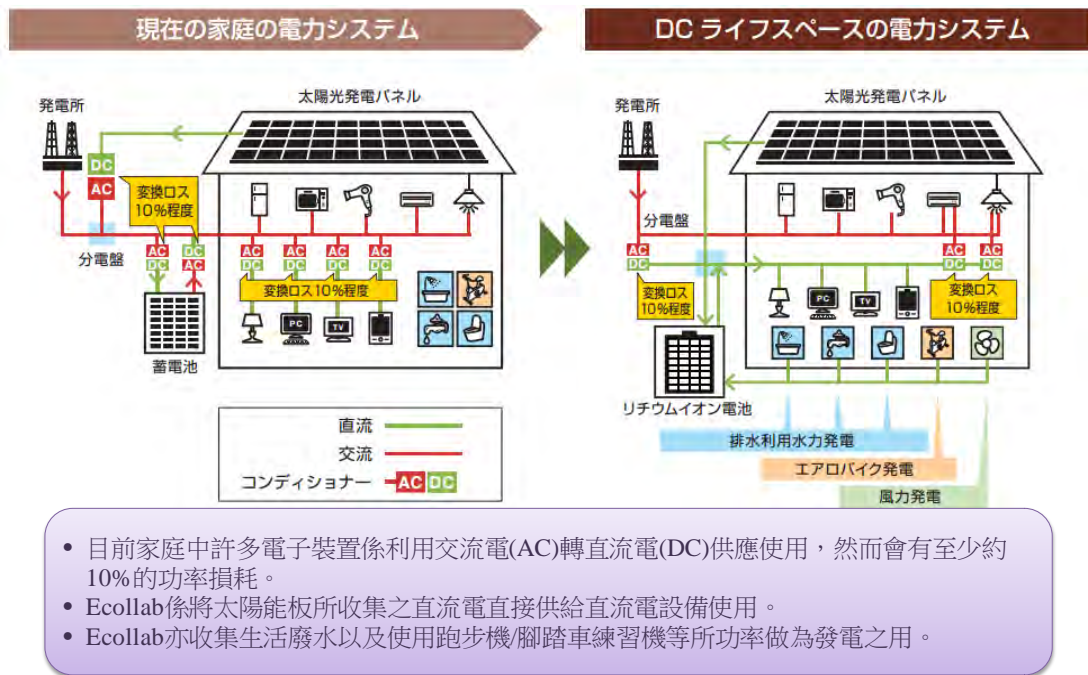 現在の家庭の電力システム
発電所
太陽光発電パネル
DC
AC
変換ロス
10%程度
分電盤
AC
DC
DC
AC
AC
DC
AC
DC
AC
DC
AC
DC
変換ロス10%程度
PC
TV
蓄電池
直流
交流
コンディショナー
AC DC
DC ライフスペースの電力システム
発電所
太陽光発電パネル
分電盤
AC
DC
AC
DC
AC
DC
変換ロス
10%程度
変換ロス
10%程度
PC
TV
リチウムイオン電池
排水利用水力発電
エアロバイク発電
風力発電
• 目前家庭中許多電子裝置係利用交流電(AC)轉直流電(DC)供應使用，然而會有至少約
10%的功率損耗。
• Ecollab係將太陽能板所收集之直流電直接供給直流電設備使用。
• Ecollab亦收集生活廢水以及使用跑步機/腳踏車練習機等所功率做為發電之用。